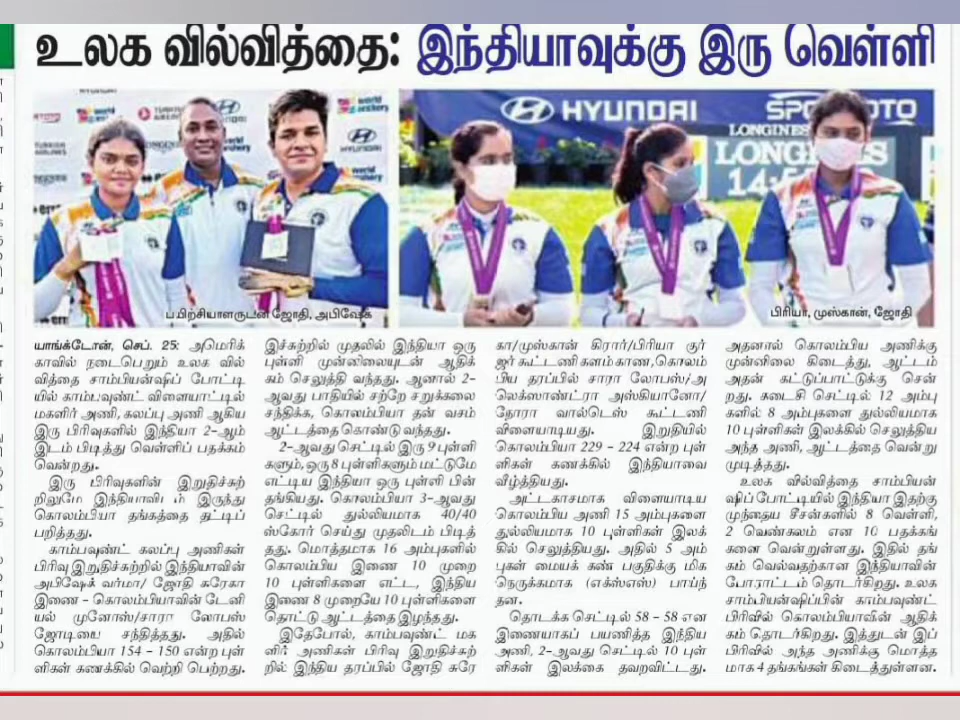 உலக வில்வித்தை: இந்தியாவுக்கு இரு வெள்ளி
HYUNDAI
LONGINES
பயிற்சியாளருடன் ஜோதி, அபிஷேக்
பிரியா, முஸ்கான், ஜோதி
யாங்க்டோன், செப். 25: அமெரிக்
காவில் நடைபெறும் உலக வில்
வித்தை சாம்பியன்ஷிப் போட்டி
யில் காம்பவுண்ட் விளையாட்டில்
மகளிர் அணி, கலப்பு அணி ஆகிய
இரு பிரிவுகளில் இந்தியா 2-ஆம்
இடம் பிடித்து வெள்ளிப் பதக்கம்
வென்றது.
இரு பிரிவுகளின் இறுதிச்சுற்
றிலுமே இந்தியாவிடம் இருந்து
கொலம்பியா தங்கத்தை தட்டிப்
பறித்தது.
காம்பவுண்ட் கலப்பு அணிகள்
பிரிவு இறுதிச்சுற்றில் இந்தியாவின்
அபிஷேக் வர்மா/ ஜோதி சுரேகா
இணை - கொலம்பியாவின் டேனி
யல் முனோஸ்/சாரா லோபஸ்
ஜோடியை சந்தித்தது. அதில்
கொலம்பியா 154 - 150 என்ற புள்
ளிகள் கணக்கில் வெற்றி பெற்றது.
இச்சுற்றில் முதலில் இந்தியா ஒரு
புள்ளி முன்னிலையுடன் ஆதிக்
கம் செலுத்தி வந்தது. ஆனால் 2-
ஆவது பாதியில் சற்றே சறுக்கலை
சந்திக்க, கொலம்பியா தன் வசம்
ஆட்டத்தை கொண்டு வந்தது.
2-ஆவது செட்டில் இரு 9 புள்ளி
களும், ஒரு 8 புள்ளிகளும் மட்டுமே
எட்டிய இந்தியா ஒரு புள்ளி பின்
தங்கியது. கொலம்பியா 3-ஆவது
செட்டில் துல்லியமாக 40/40
ஸ்கோர் செய்து முதலிடம் பிடித்
தது. மொத்தமாக 16 அம்புகளில்
கொலம்பிய இணை 10 முறை
10 புள்ளிகளை எட்ட, இந்திய
இணை 8 முறையே 10 புள்ளிகளை
தொட்டு ஆட்டத்தை இழந்தது.
இதேபோல், காம்பவுண்ட் மக
ளிர் அணிகள் பிரிவு இறுதிச்சுற்
றில் இந்திய தரப்பில் ஜோதி சுரே
கா/முஸ்கான் கிரார்/பிரியா குர்
ஜர் கூட்டணி களம் காண, கொலம்
பிய தரப்பில் சாரா லோபஸ்/அ
லெக்ஸாண்ட்ரா அஸ்கியானோ/
நோரா வால்டெஸ் கூட்டணி
விளையாடியது. இறுதியில்
கொலம்பியா 229 - 224 என்ற புள்
ளிகள் கணக்கில் இந்தியாவை
வீழ்த்தியது.
அட்டகாசமாக விளையாடிய
கொலம்பிய அணி 15 அம்புகளை
துல்லியமாக 10 புள்ளிகள் இலக்
கில் செலுத்தியது. அதில் 5 அம்
புகள் மையக் கண் பகுதிக்கு மிக
நெருக்கமாக (எக்ஸ்எஸ்) பாய்ந்
தன.
தொடக்க செட்டில் 58 - 58 என
இணையாகப் பயணித்த இந்திய
அணி, 2-ஆவது செட்டில் 10 புள்
ளிகள் இலக்கை தவறவிட்டது.
அதனால் கொலம்பிய அணிக்கு
முன்னிலை கிடைத்து, ஆட்டம்
அதன் கட்டுப்பாட்டுக்கு சென்
றது. கடைசி செட்டில் 12 அம்பு
களில் 8 அம்புகளை துல்லியமாக
10 புள்ளிகள் இலக்கில் செலுத்திய
அந்த அணி, ஆட்டத்தை வென்று
முடித்தது.
உலக வில்வித்தை சாம்பியன்
ஷிப் போட்டியில் இந்தியா இதற்கு
முந்தைய சீசன்களில் 8 வெள்ளி,
2 வெண்கலம் என 10 பதக்கங்
களை வென்றுள்ளது. இதில் தங்
கம் வெல்வதற்கான இந்தியாவின்
போராட்டம் தொடர்கிறது. உலக
சாம்பியன்ஷிப்பின் காம்பவுண்ட்
பிரிவில் கொலம்பியாவின் ஆதிக்
கம் தொடர்கிறது. இத்துடன் இப்
பிரிவில் அந்த அணிக்கு மொத்த
மாக 4 தங்கங்கள் கிடைத்துள்ளன.